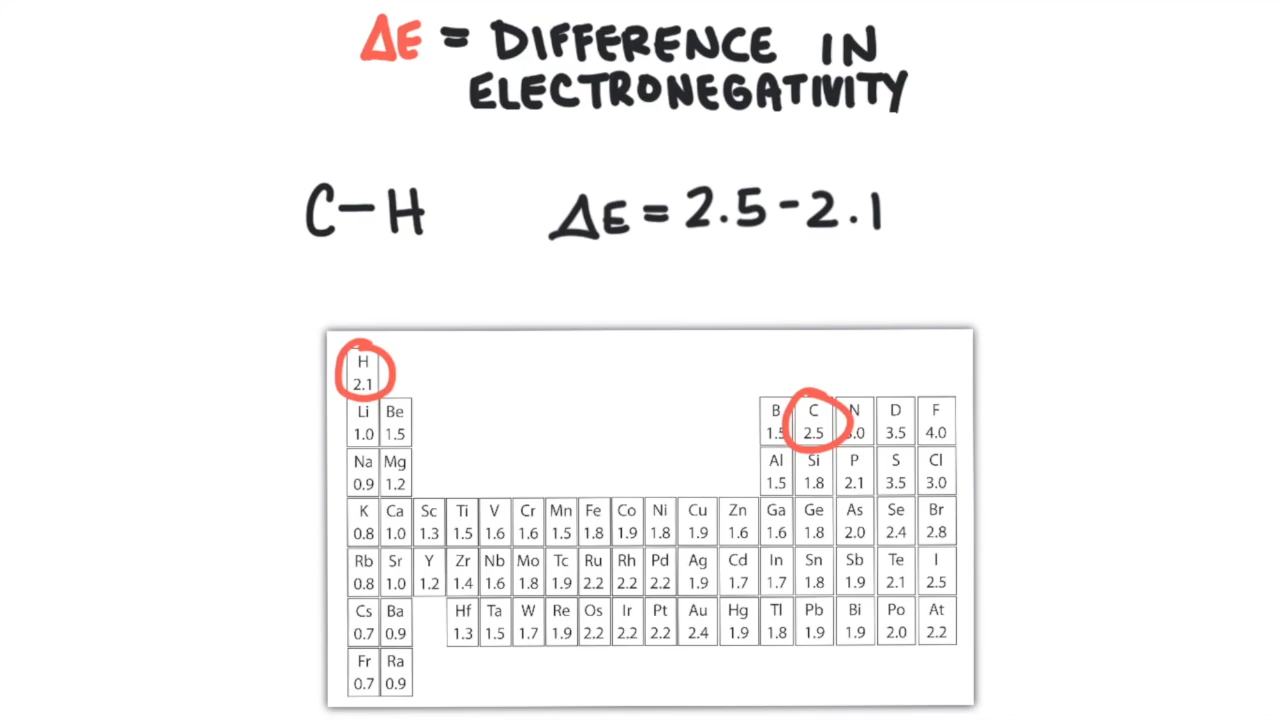 ΔE = DIFFERENCE IN
ELECTRONEGATIVITY
C-H ΔE = 2.5-2.1
H
2.1
Li Be B C N D F
1.0 1.5 1.5 2.5 3.0 3.5 4.0
Na Mg Al Si P S Cl
0.9 1.2 1.5 1.8 2.1 3.5 3.0
K Ca Sc Ti V Cr Mn Fe Co Ni Cu Zn Ga Ge As Se Br
0.8 1.0 1.3 1.5 1.6 1.6 1.5 1.8 1.9 1.8 1.9 1.6 1.6 1.8 2.0 2.4 2.8
Rb Sr Y Zr Nb Mo Tc Ru Rh Pd Ag Cd In Sn Sb Te I
0.8 1.0 1.2 1.4 1.6 1.8 1.9 2.2 2.2 2.2 1.9 1.7 1.7 1.8 1.9 2.1 2.5
Cs Ba Hf Ta W Re Os Ir Pt Au Hg Tl Pb Bi Po At
0.7 0.9 1.3 1.5 1.7 1.9 2.2 2.2 2.2 2.4 1.9 1.8 1.9 1.9 2.0 2.2
Fr Ra
0.7 0.9